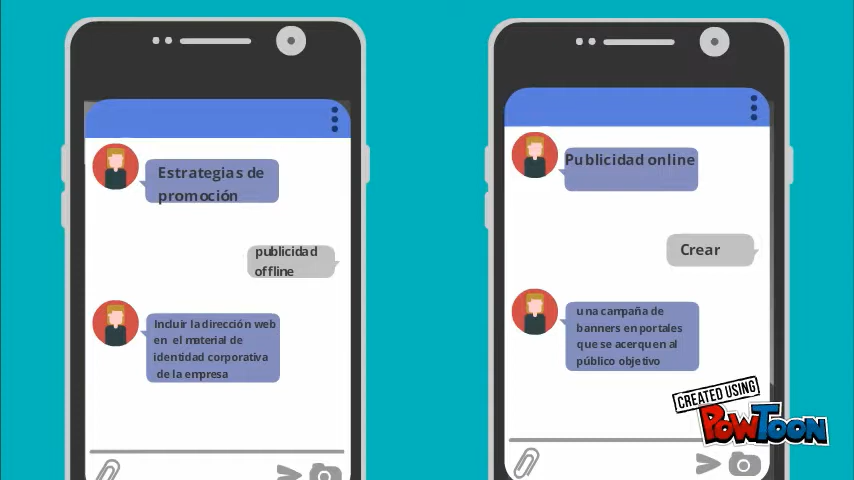 Estrategias de
promoción
publicidad
offline
Incluir la dirección web
en el material de
identidad corporativa
de la empresa
Publicidad online
Crear
una campaña de
banners en portales
que se acerquen al
público objetivo
CREATED USING
POWTOON